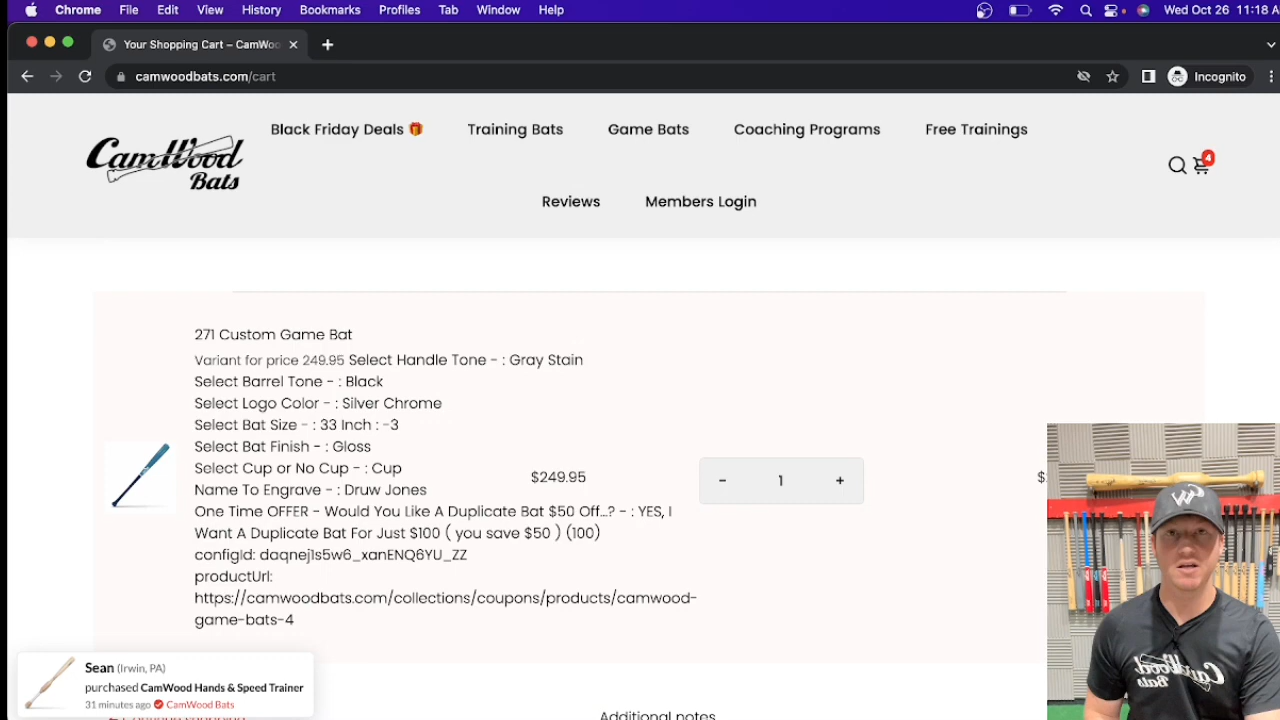 Chrome File Edit View History Bookmarks Profiles Tab Window Help Wed Oct 26 11:18 A
Your Shopping Cart – CamWoo
camwoodbats.com/cart Incognito
Black Friday Deals 🎁 Training Bats Game Bats Coaching Programs Free Trainings
CamWood
Bats
4
Reviews Members Login
271 Custom Game Bat
Variant for price 249.95 Select Handle Tone - : Gray Stain
Select Barrel Tone - : Black
Select Logo Color - : Silver Chrome
Select Bat Size - : 33 Inch : -3
Select Bat Finish - : Gloss
Select Cup or No Cup - : Cup
$249.95 - 1 + $
Name To Engrave - : Druw Jones
One Time OFFER - Would You Like A Duplicate Bat $50 Off...? - : YES, I
Want A Duplicate Bat For Just $100 ( you save $50 ) (100)
configId: daqnej1s5w6_xanENQ6YU_ZZ
productUrl:
https://camwoodbats.com/collections/coupons/products/camwood-
game-bats-4
Sean (Irwin, PA)
purchased CamWood Hands & Speed Trainer
31 minutes ago CamWood Bats
Additional notes
CW
CamWood
Bats